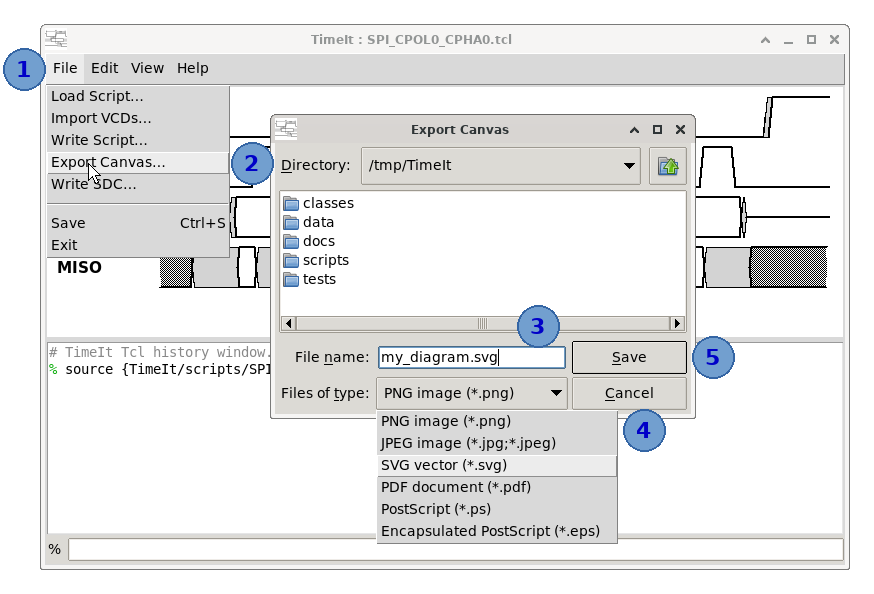 TimeIt : SPI_CPOL0_CPHA0.tcl
1
File Edit View Help
Load Script...
Import VCDs...
Write Script...
Export Canvas...
Write SDC...
Save Ctrl+S
Exit
MISO
2
Export Canvas
Directory: /tmp/TimeIt
classes
data
docs
scripts
tests
3
File name: my_diagram.svg
Save
5
Files of type: PNG image (*.png)
Cancel
4
PNG image (*.png)
JPEG image (*.jpg;*.jpeg)
SVG vector (*.svg)
PDF document (*.pdf)
PostScript (*.ps)
Encapsulated PostScript (*.eps)
# TimeIt Tcl history window.
% source {TimeIt/scripts/SPI
%